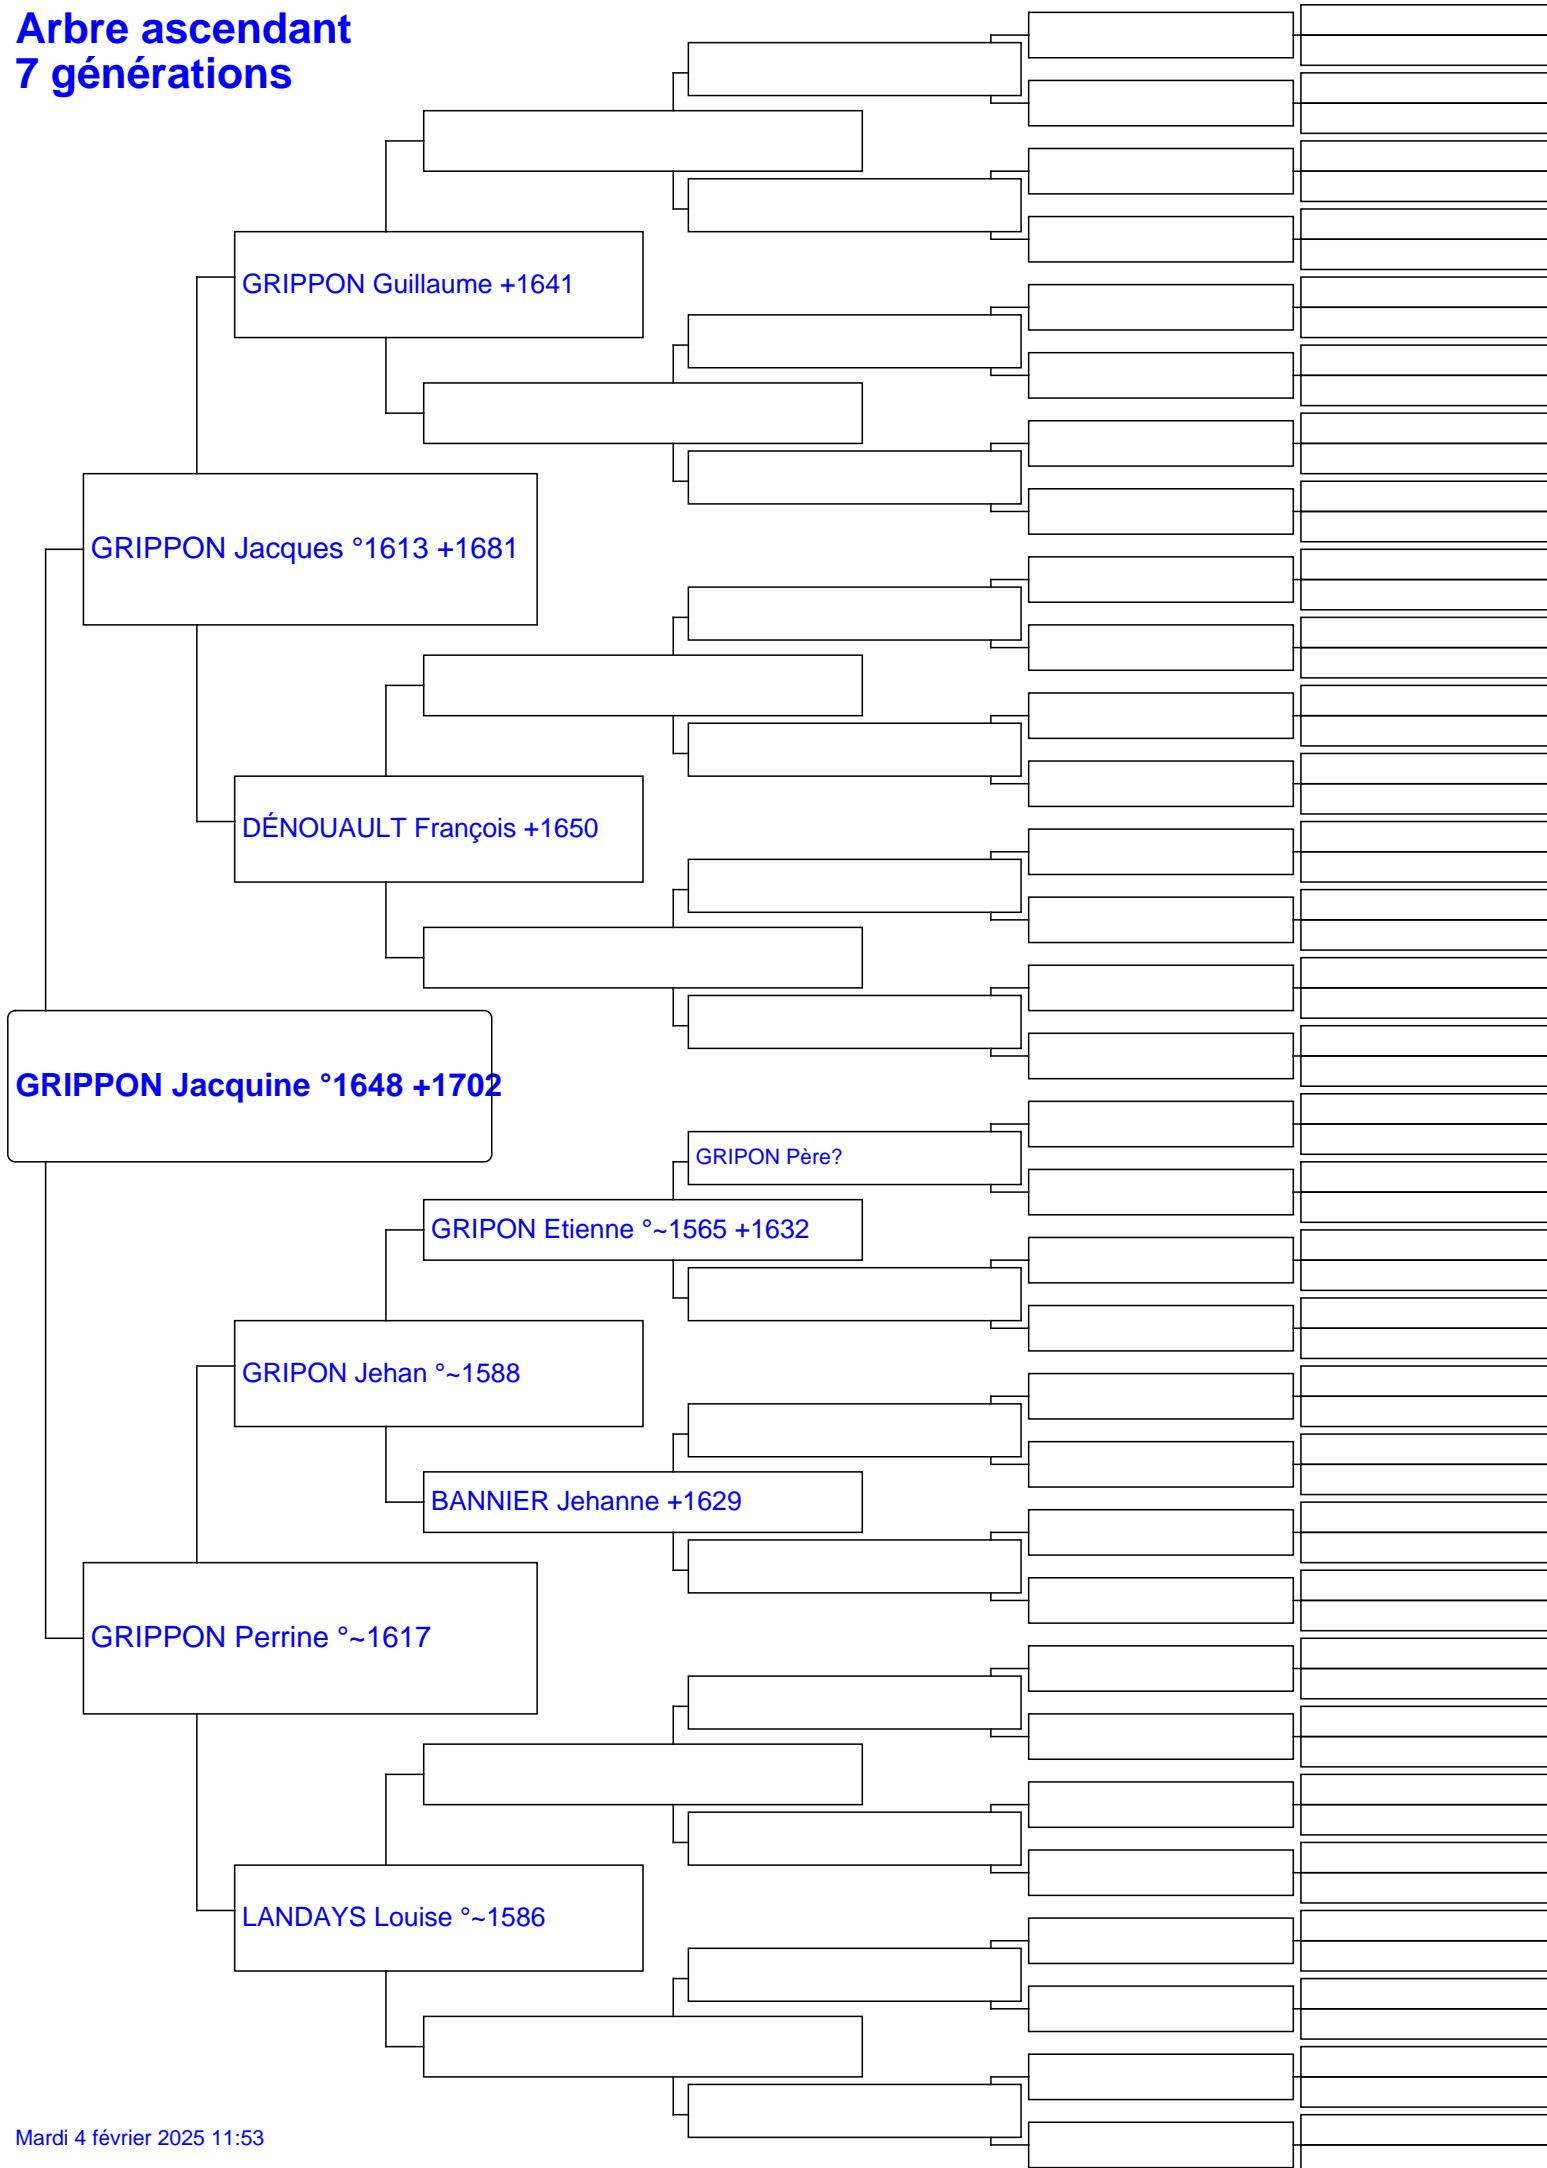 Arbre ascendant
7 générations
GRIPPON Guillaume +1641
GRIPPON Jacques °1613 +1681
DÉNOUAULT François +1650
GRIPPON Jacquine °1648 +1702
GRIPON Père?
GRIPON Etienne °~1565 +1632
GRIPON Jehan °~1588
BANNIER Jehanne +1629
GRIPPON Perrine °~1617
LANDAYS Louise °~1586
Mardi 4 février 2025 11:53